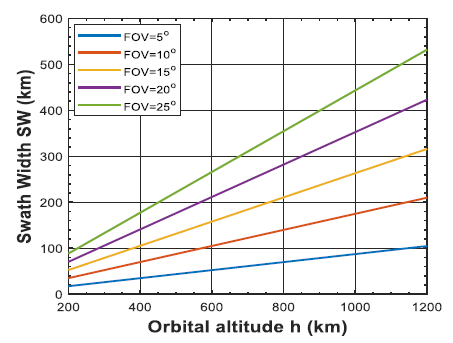 600
500
400
300
200
100
0
Swath Width SW (km)
FOV=5°
FOV=10°
FOV=15°
FOV=20°
FOV=25°
200 400 600 800 1000 1200
Orbital altitude h (km)